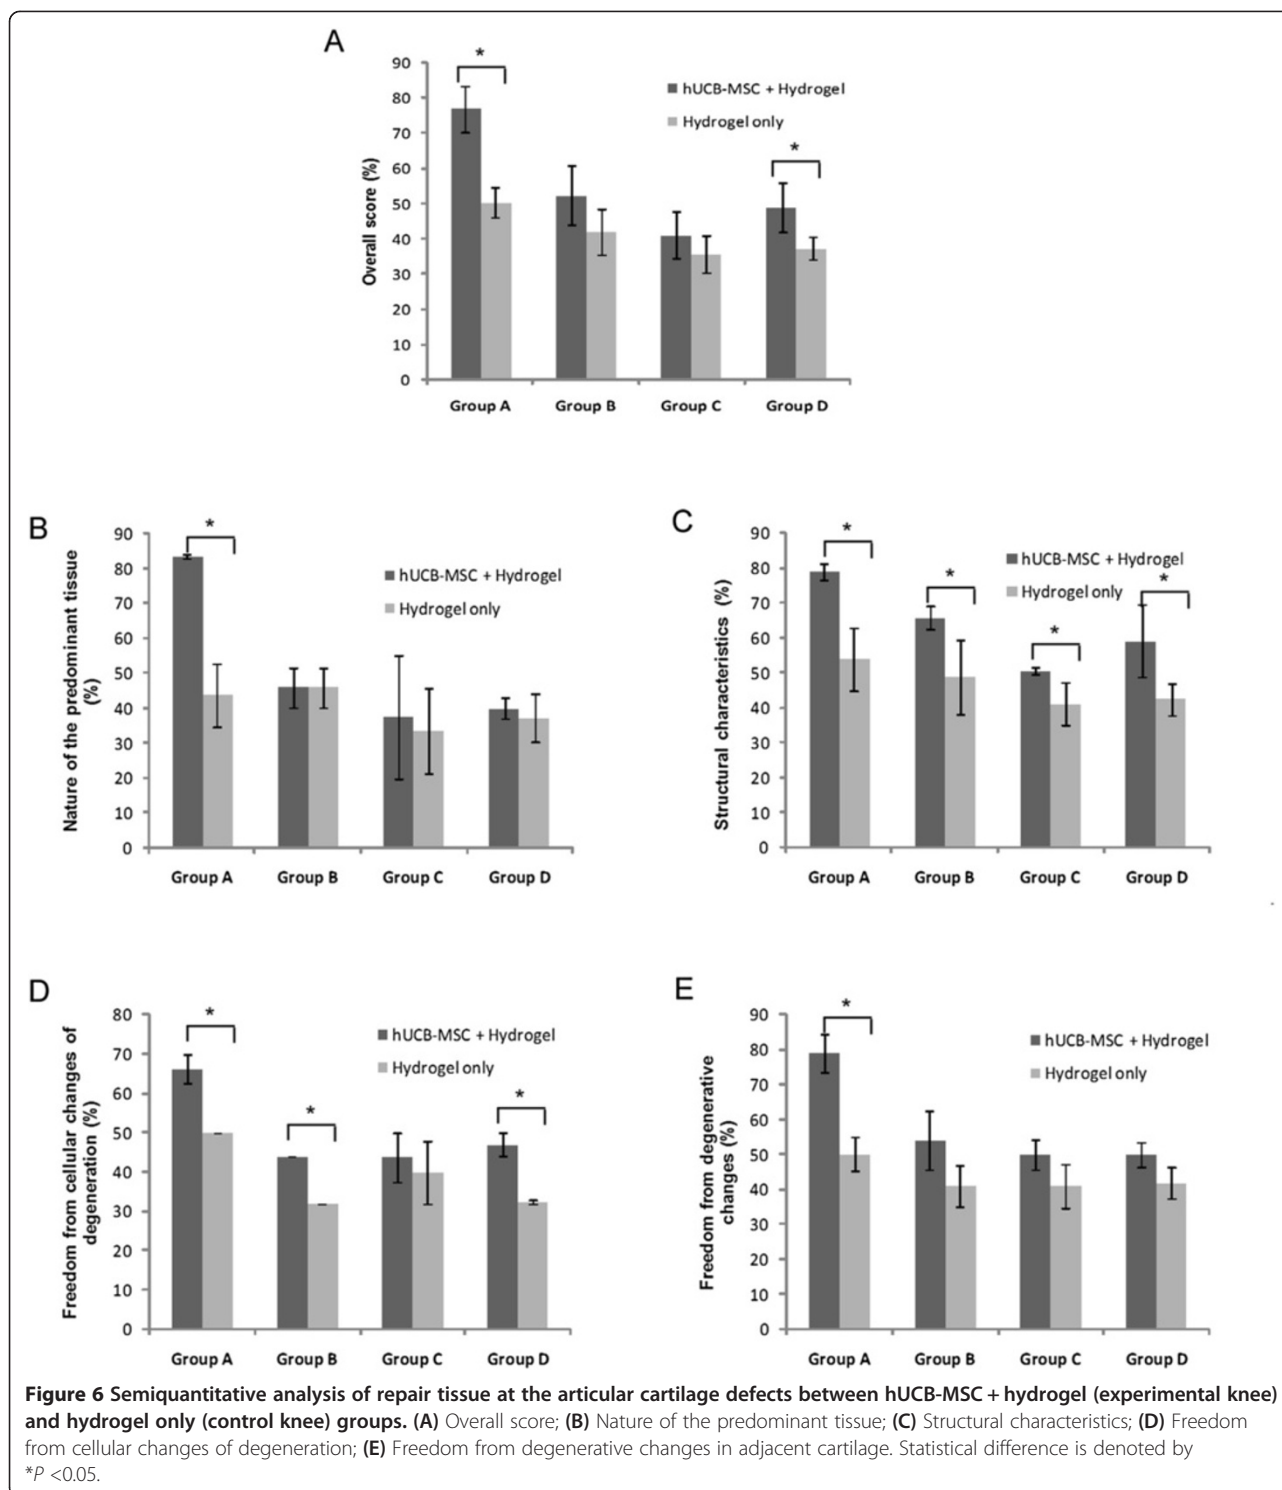 A
*
90
80
70
60
50
40
30
20
10
0
Overall score (%)
hUCB-MSC + Hydrogel
Hydrogel only
*
Group A Group B Group C Group D
B
*
90
80
70
60
50
40
30
20
10
0
Nature of the predominant tissue
(%)
hUCB-MSC + Hydrogel
Hydrogel only
Group A Group B Group C Group D
C
*
*
*
*
90
80
70
60
50
40
30
20
10
0
Structural characteristics (%)
hUCB-MSC + Hydrogel
Hydrogel only
Group A Group B Group C Group D
D
*
*
*
80
70
60
50
40
30
20
10
0
Freedom from cellular changes of
degeneration (%)
hUCB-MSC + Hydrogel
Hydrogel only
Group A Group B Group C Group D
E
*
90
80
70
60
50
40
30
20
10
0
Freedom from degenerative
changes (%)
hUCB-MSC + Hydrogel
Hydrogel only
Group A Group B Group C Group D
Figure 6 Semiquantitative analysis of repair tissue at the articular cartilage defects between hUCB-MSC + hydrogel (experimental knee)
and hydrogel only (control knee) groups. (A) Overall score; (B) Nature of the predominant tissue; (C) Structural characteristics; (D) Freedom
from cellular changes of degeneration; (E) Freedom from degenerative changes in adjacent cartilage. Statistical difference is denoted by
*P <0.05.